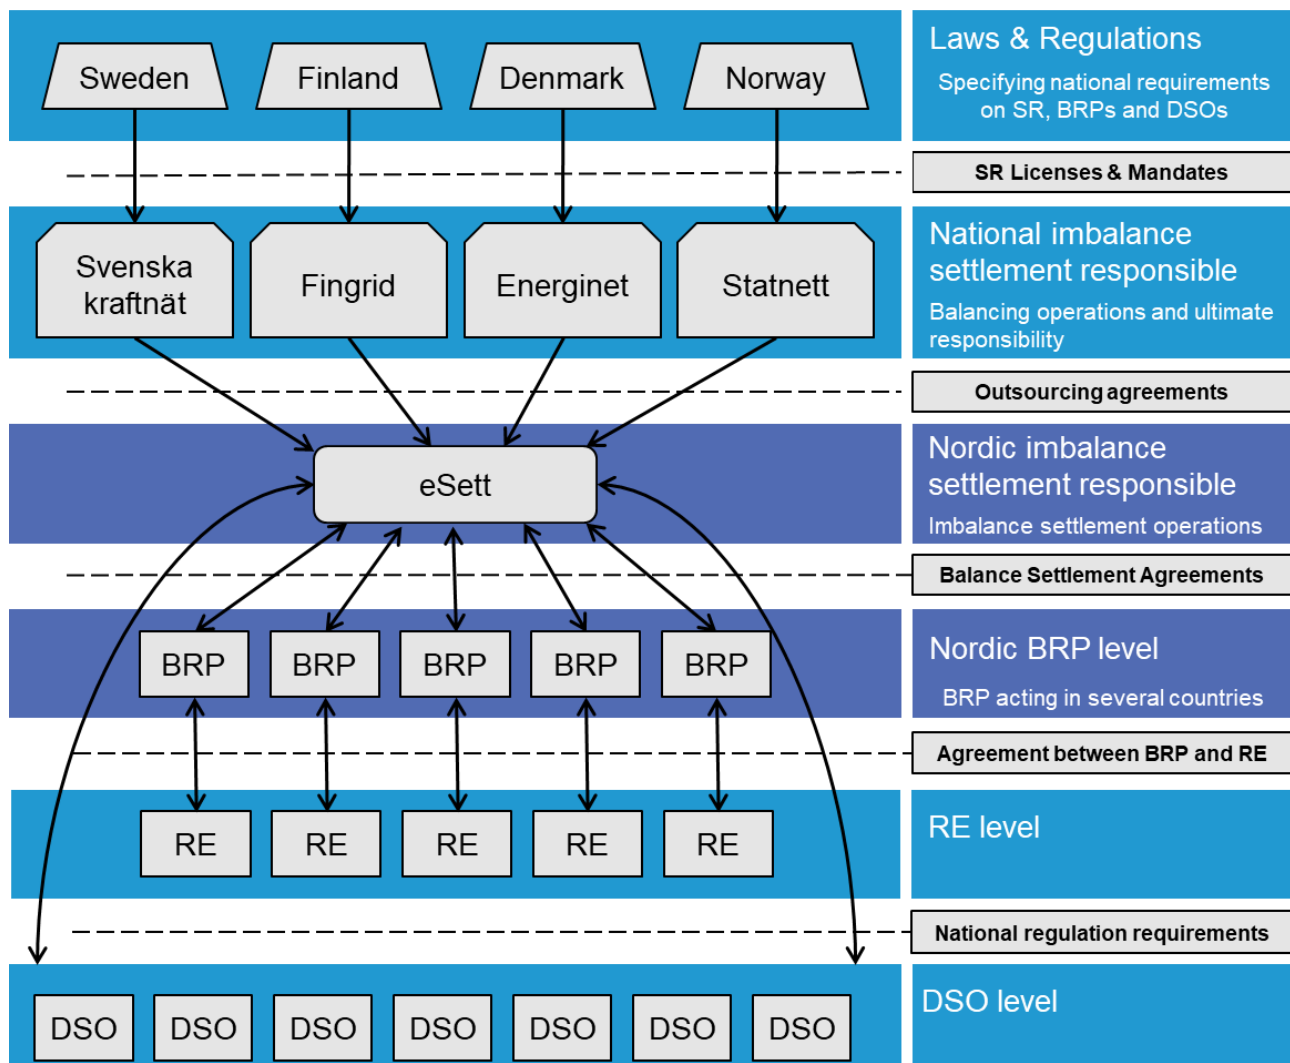 Sweden
Finland
Denmark
Norway
Laws & Regulations
Specifying national requirements
on SR, BRPs and DSOs
SR Licenses & Mandates
Svenska
kraftnät
Fingrid
Energinet
Statnett
National imbalance
settlement responsible
Balancing operations and ultimate
responsibility
Outsourcing agreements
eSett
Nordic imbalance
settlement responsible
Imbalance settlement operations
Balance Settlement Agreements
BRP
BRP
BRP
BRP
BRP
Nordic BRP level
BRP acting in several countries
Agreement between BRP and RE
RE
RE
RE
RE
RE
RE level
National regulation requirements
DSO
DSO
DSO
DSO
DSO
DSO
DSO
DSO level